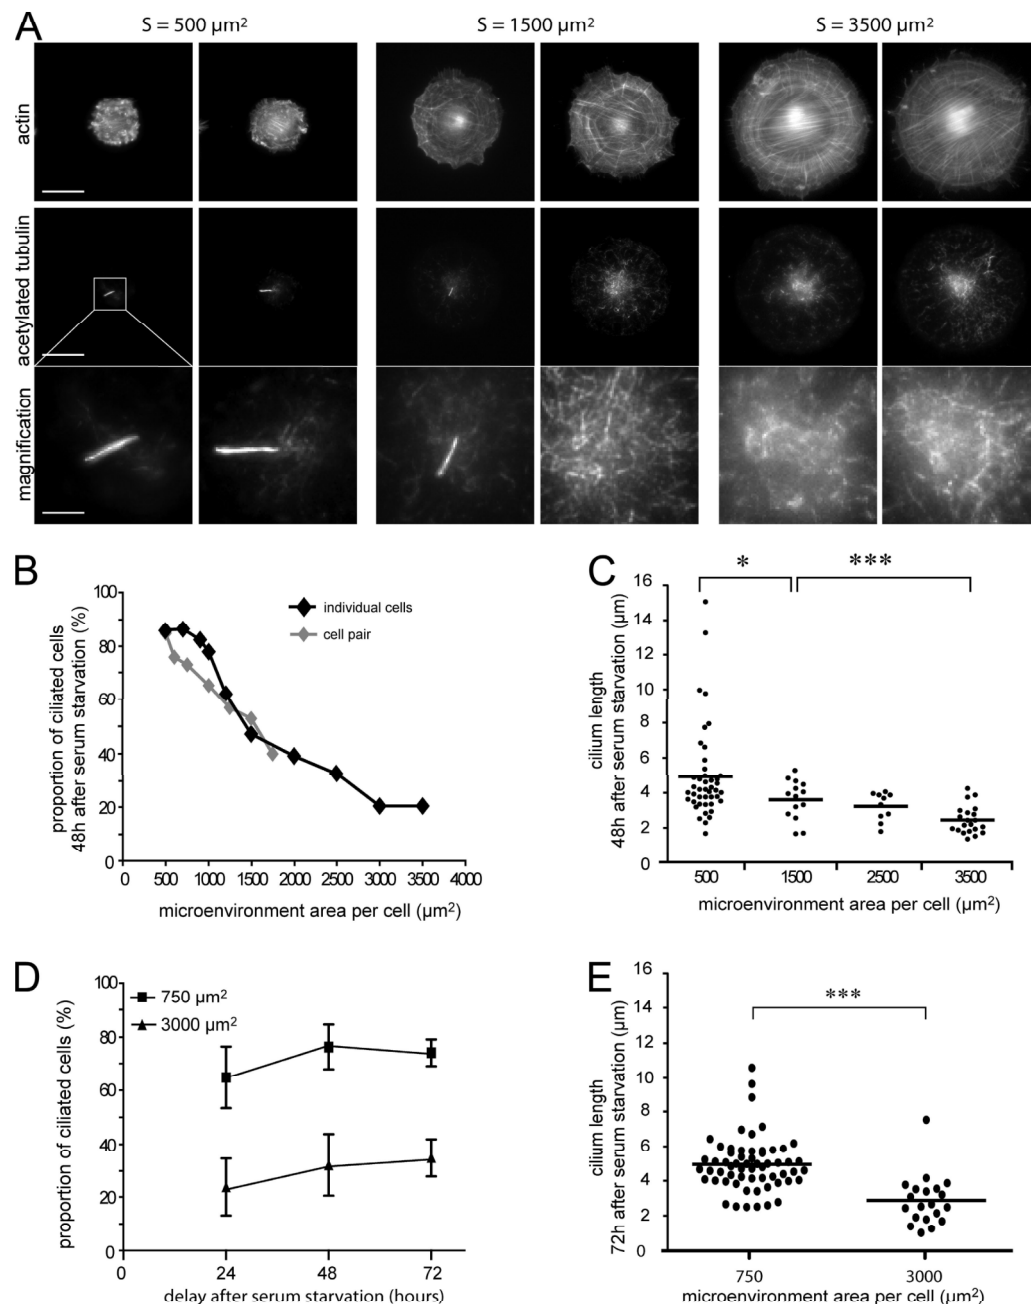 A
S = 500 µm²
S = 1500 µm²
S = 3500 µm²
actin
acetylated tubulin
magnification
B
proportion of ciliated cells
48h after serum starvation (%)
100
80
60
40
20
0
individual cells
cell pair
0 500 1000 1500 2000 2500 3000 3500 4000
microenvironment area per cell (µm²)
C
cilium length
48h after serum starvation (µm)
* ***
16
14
12
10
8
6
4
2
0
500 1500 2500 3500
microenvironment area per cell (µm²)
D
proportion of ciliated cells (%)
100
80
60
40
20
0
750 µm²
3000 µm²
0 24 48 72
delay after serum starvation (hours)
E
cilium length
72h after serum starvation (µm)
***
16
14
12
10
8
6
4
2
0
750 3000
microenvironment area per cell (µm²)